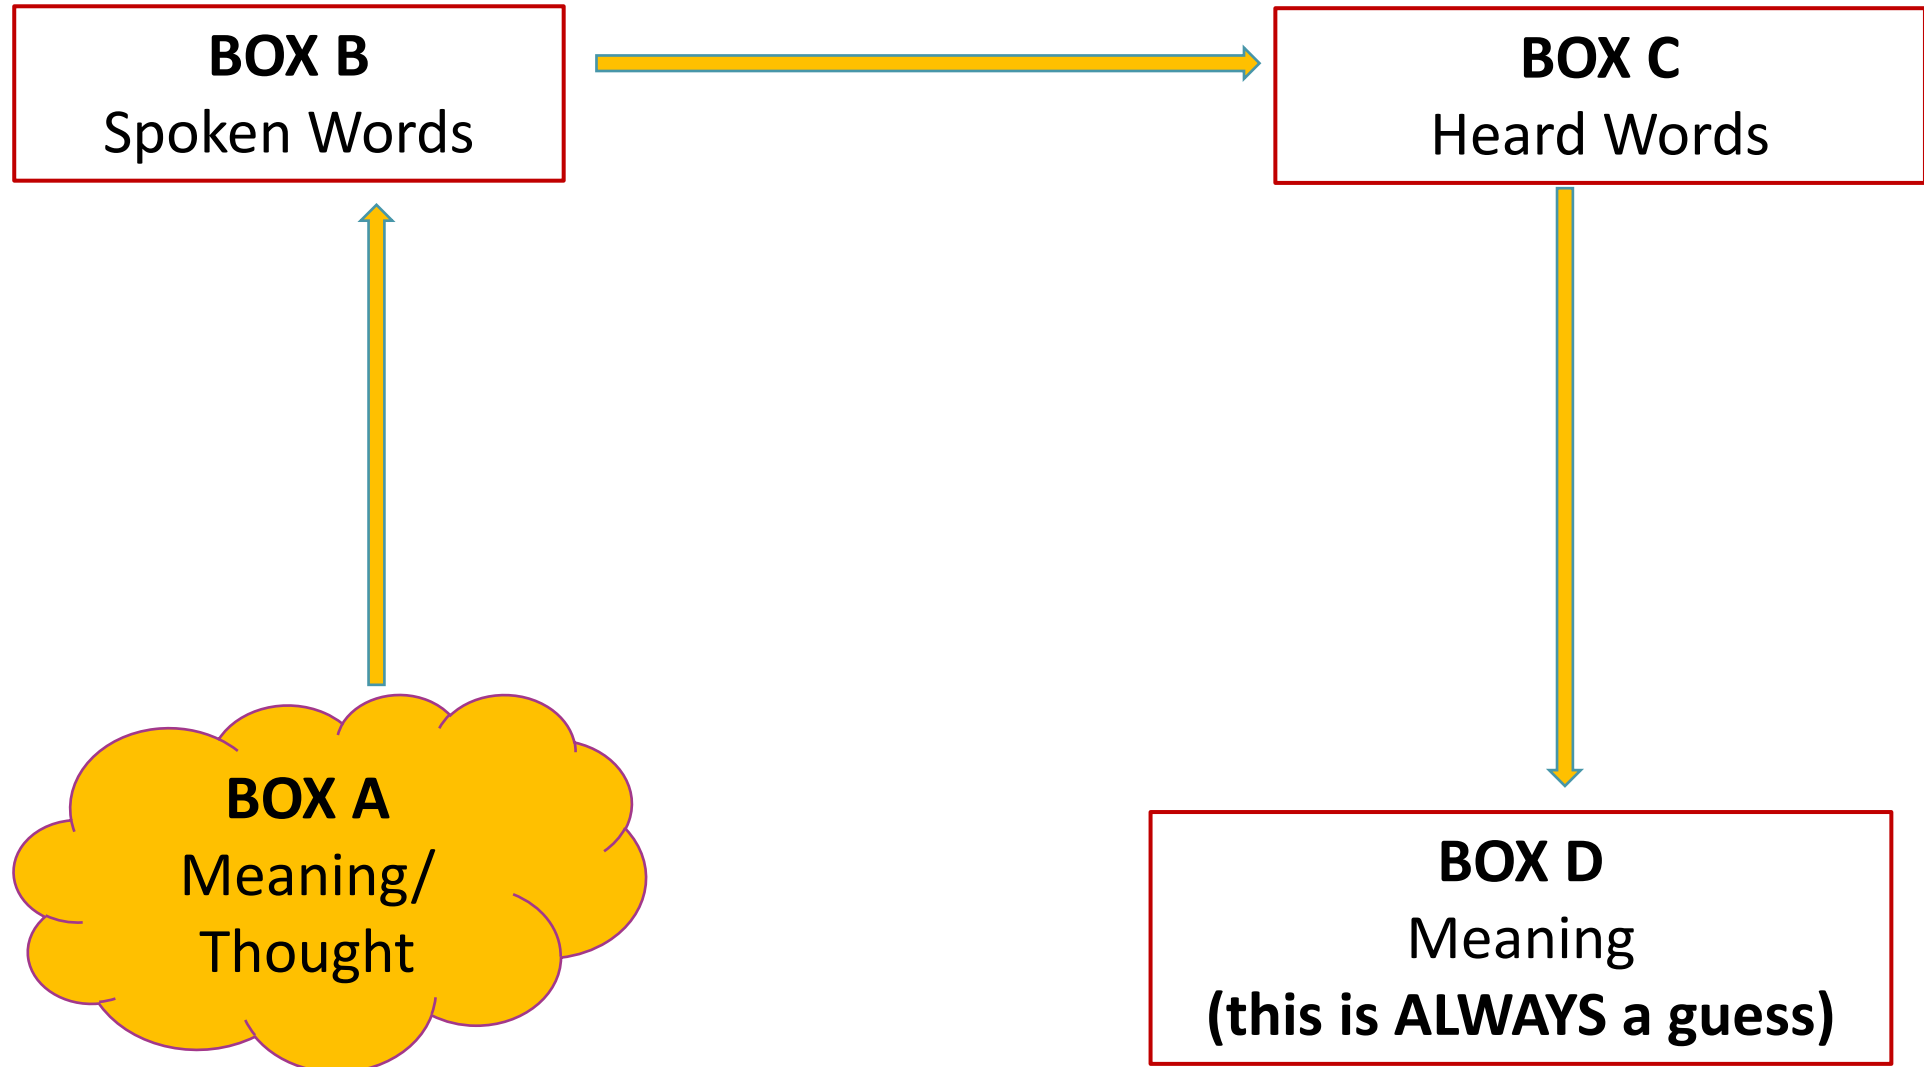 BOX B
Spoken Words
BOX C
Heard Words
BOX A
Meaning/
Thought
BOX D
Meaning
(this is ALWAYS a guess)